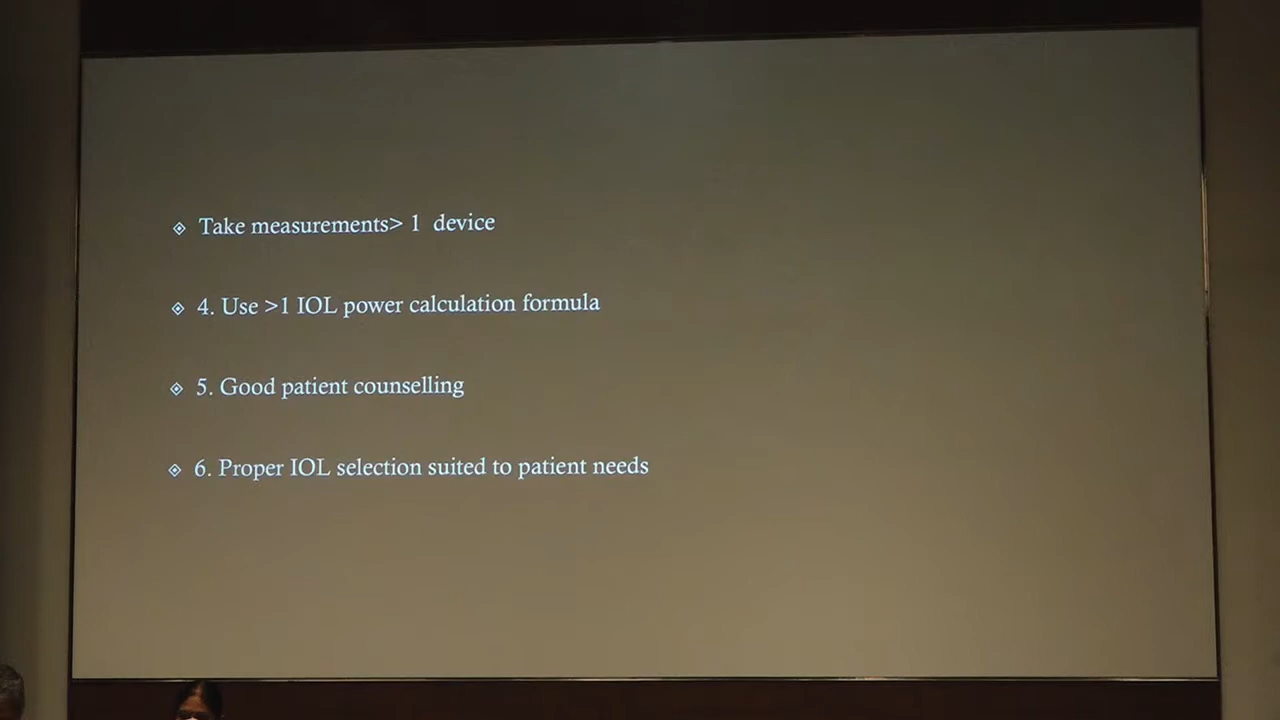 Take measurements> 1 device
4. Use >1 IOL power calculation formula
5. Good patient counselling
6. Proper IOL selection suited to patient needs